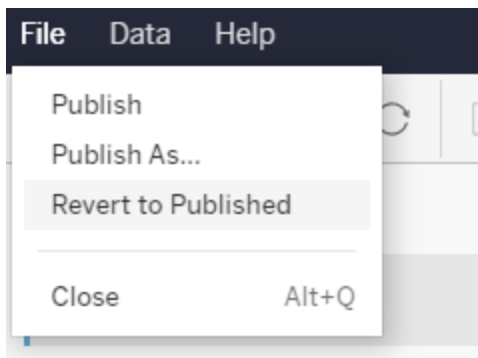 File Data Help
Publish
Publish As...
Revert to Published
Close Alt+Q